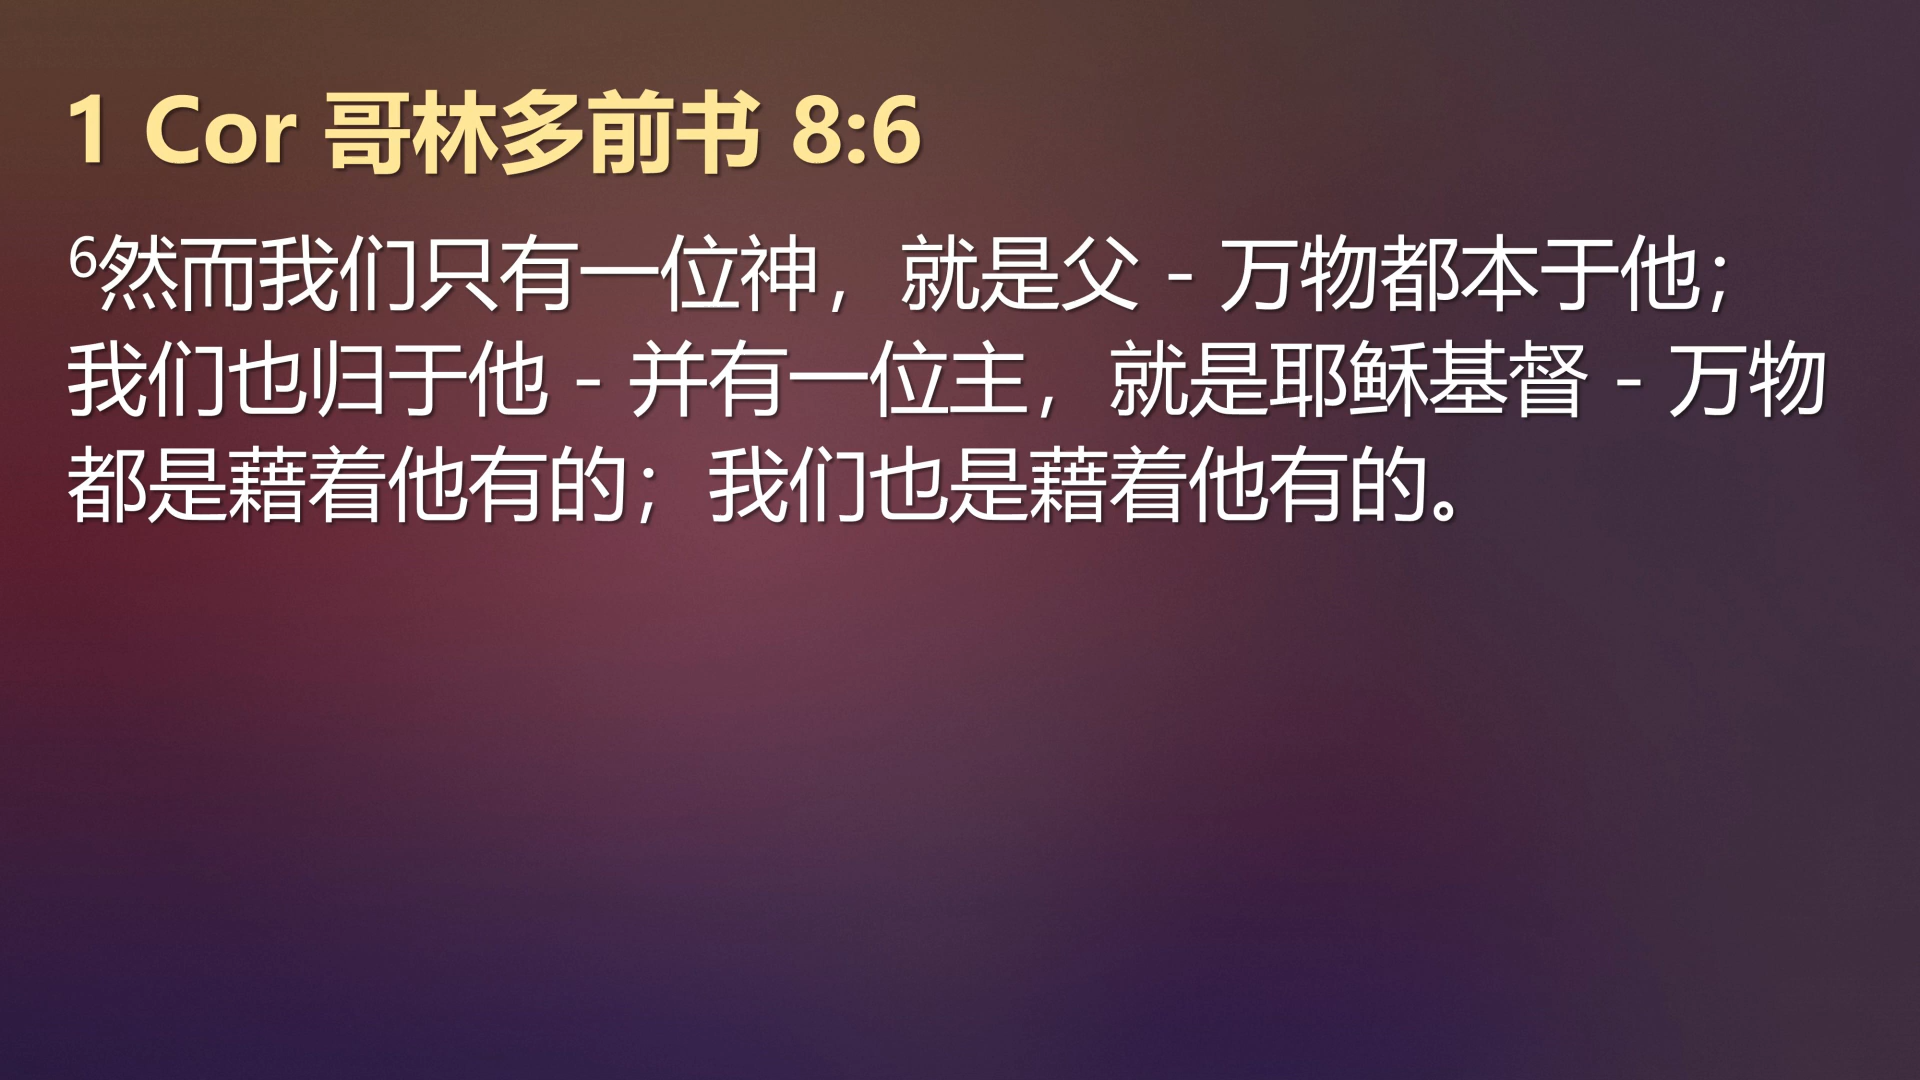 1 Cor 哥林多前书 8:6
6然而我们只有一位神，就是父 - 万物都本于他；
我们也归于他 - 并有一位主，就是耶稣基督 - 万物
都是藉着他有的；我们也是藉着他有的。